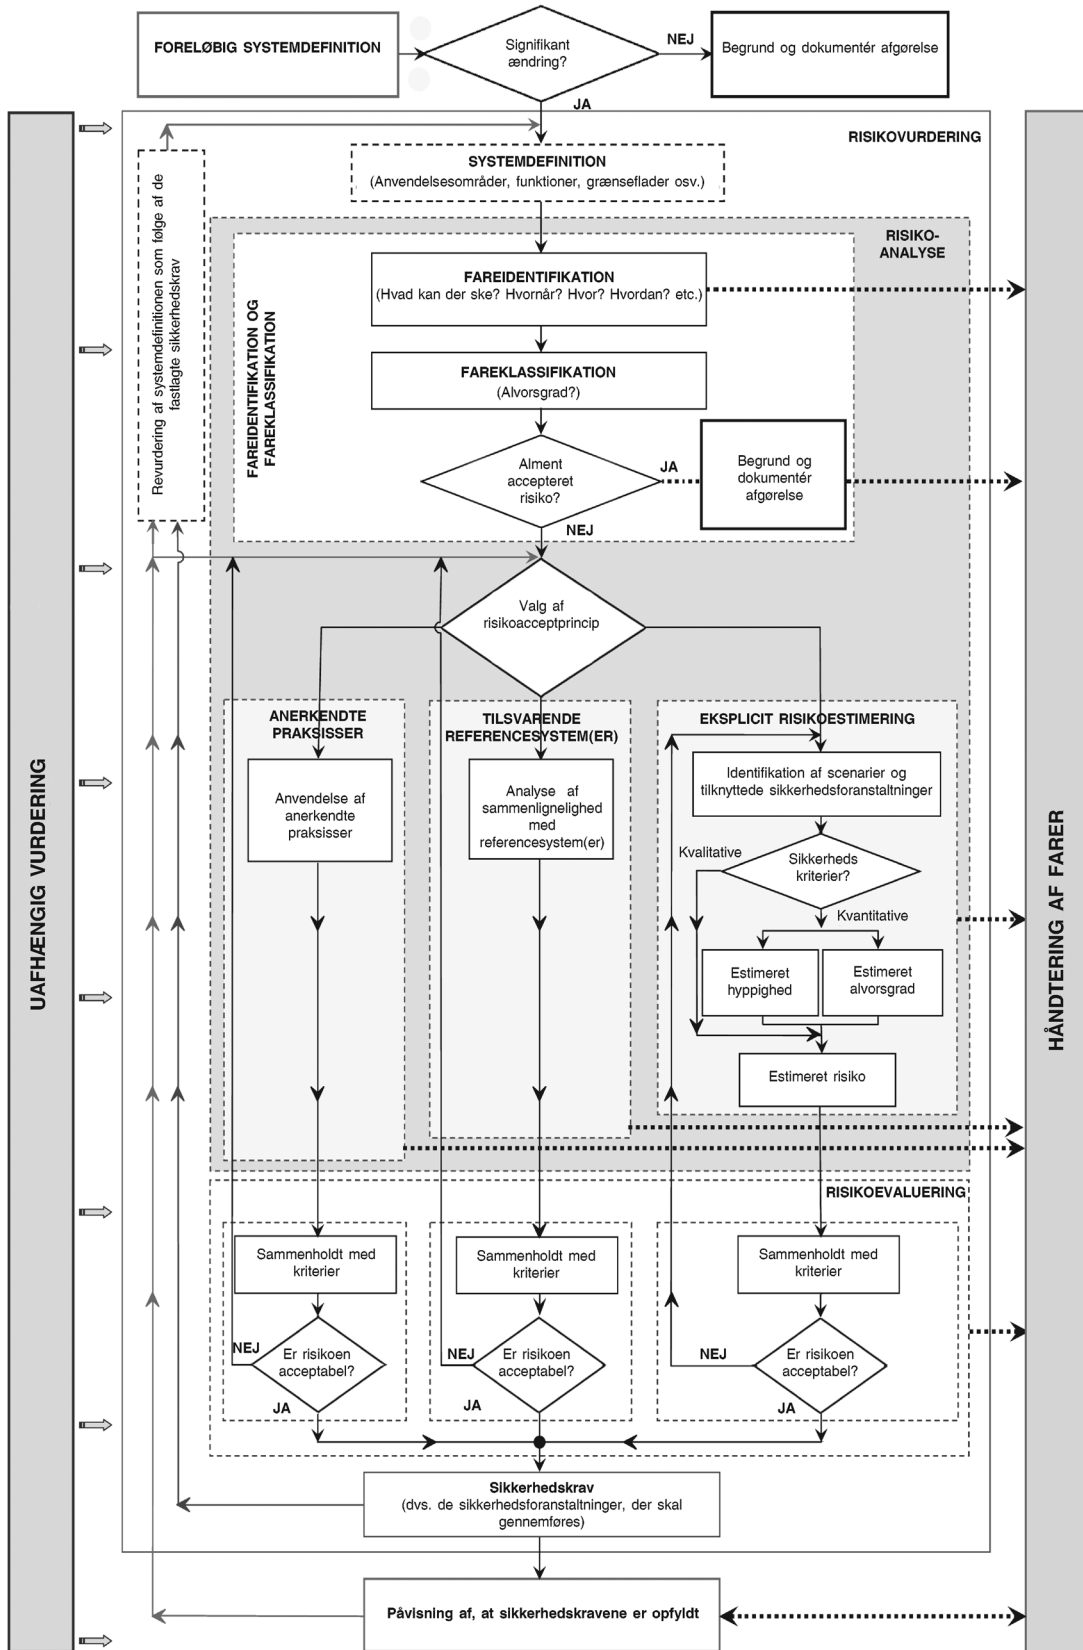 FORELØBIG SYSTEMDEFINITION
Signifikant
ændring?
NEJ
Begrund og dokumentér afgørelse
JA
RISIKOVURDERING
SYSTEMDEFINITION
(Anvendelsesområder, funktioner, grænseflader osv.)
Revurdering af systemdefinitionen som følge af de
fastlagte sikkerhedskrav
RISIKO-
ANALYSE
FAREIDENTIFIKATION OG
FAREKLASSIFIKATION
FAREIDENTIFIKATION
(Hvad kan der ske? Hvornår? Hvor? Hvordan? etc.)
FAREKLASSIFIKATION
(Alvorsgrad?)
Alment
accepteret
risiko?
JA
Begrund og
dokumentér
afgørelse
NEJ
Valg af
risikoacceptprincip
UAFHÆNGIG VURDERING
HÅNDTERING AF FARER
ANERKENDTE
PRAKSISSER
TILSVARENDE
REFERENCESYSTEM(ER)
EKSPLICIT RISIKOESTIMERING
Anvendelse af
anerkendte
praksisser
Analyse af
sammenlignelighed
med
referencesystem(er)
Identifikation af scenarier og
tilknyttede sikkerhedsforanstaltninger
Kvalitative
Sikkerheds
kriterier?
Kvantitative
Estimeret
hyppighed
Estimeret
alvorsgrad
Estimeret risiko
RISIKOEVALUERING
Sammenholdt med
kriterier
Sammenholdt med
kriterier
Sammenholdt med
kriterier
NEJ
Er risikoen
acceptabel?
NEJ
Er risikoen
acceptabel?
NEJ
Er risikoen
acceptabel?
JA
JA
JA
Sikkerhedskrav
(dvs. de sikkerhedsforanstaltninger, der skal
gennemføres)
Påvisning af, at sikkerhedskravene er opfyldt